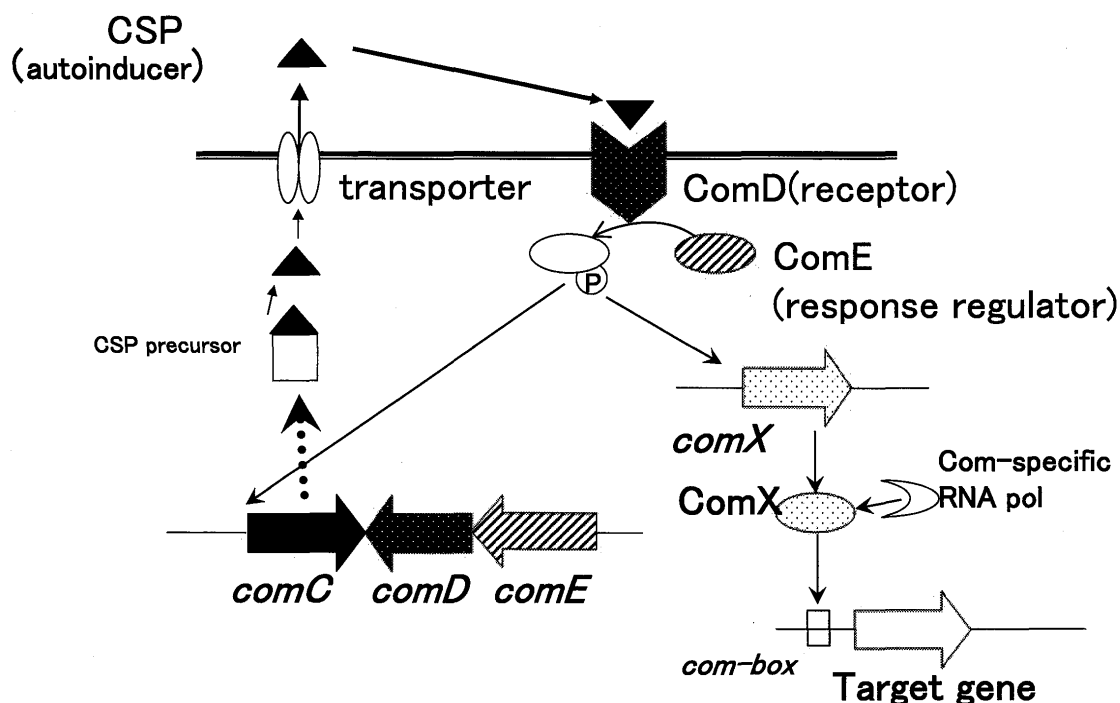 CSP
(autoinducer)
transporter
ComD(receptor)
ComE
(response regulator)
P
CSP precursor
comX
Com-specific
RNA pol
ComX
comC comD comE
com-box
Target gene